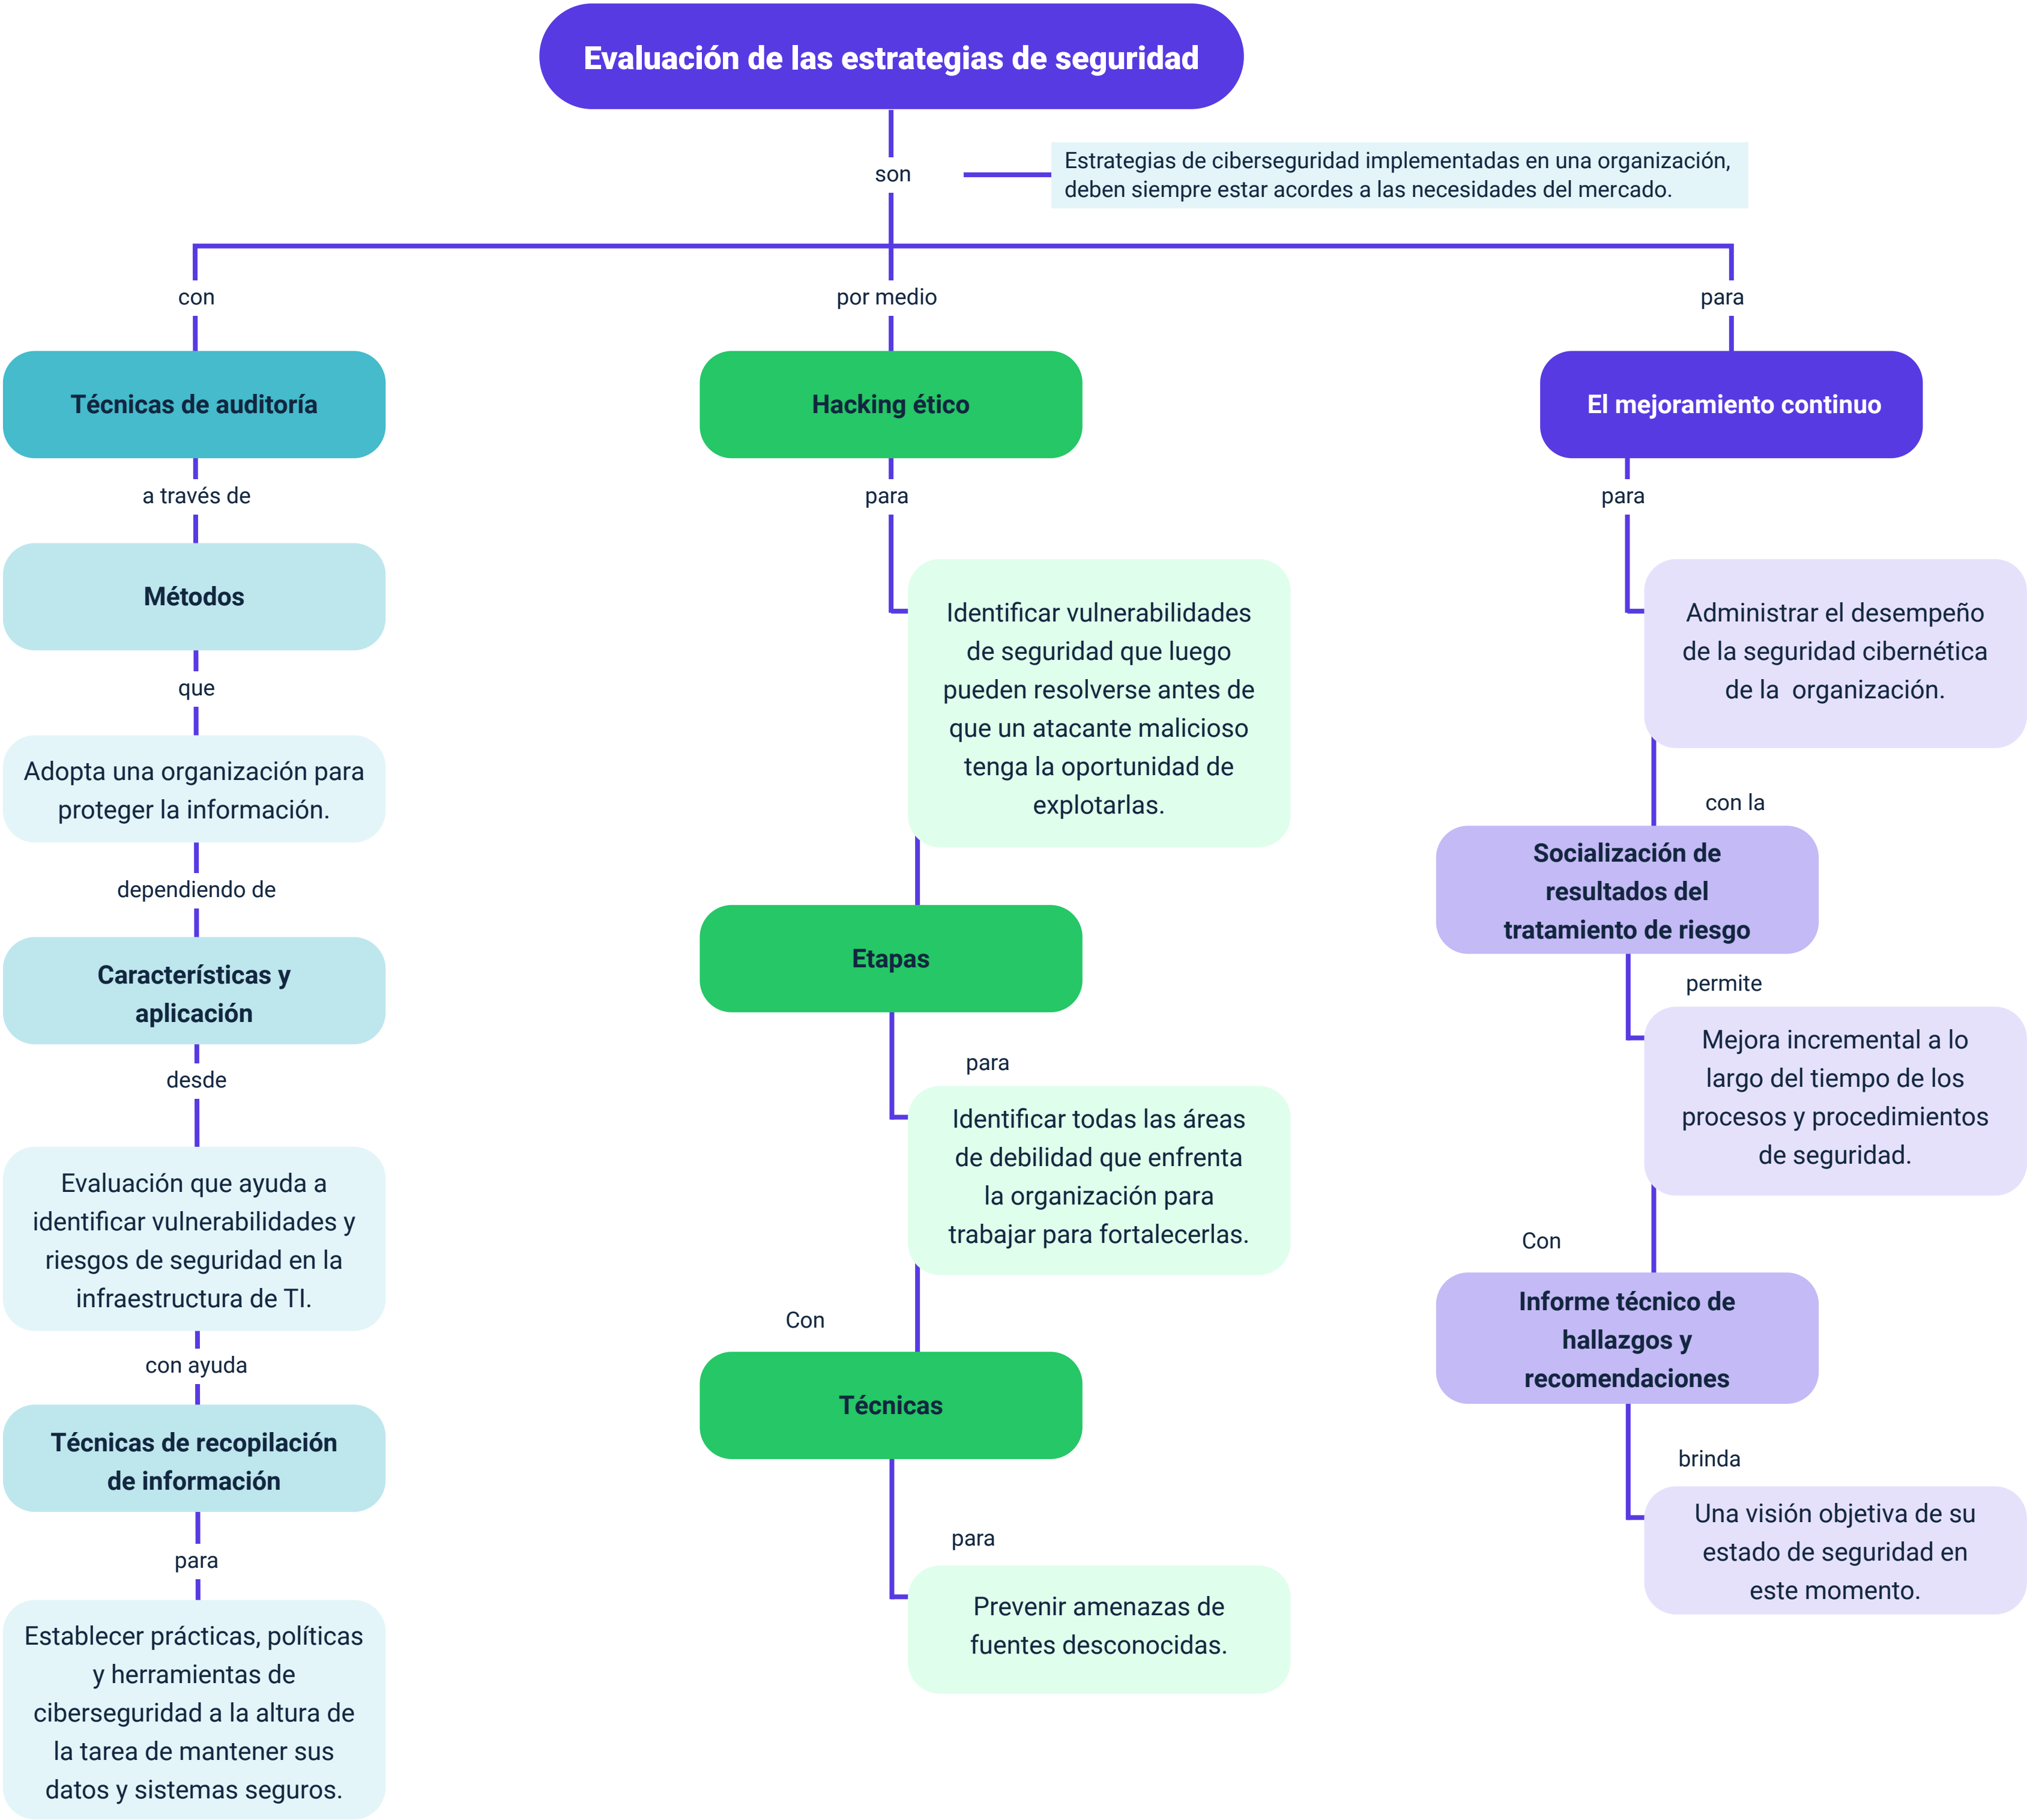 Evaluación de las estrategias de seguridad
son
Estrategias de ciberseguridad implementadas en una organización,
deben siempre estar acordes a las necesidades del mercado.
con
Técnicas de auditoría
a través de
Métodos
que
Adopta una organización para
proteger la información.
dependiendo de
Características y
aplicación
desde
Evaluación que ayuda a
identificar vulnerabilidades y
riesgos de seguridad en la
infraestructura de TI.
con ayuda
Técnicas de recopilación
de información
para
Establecer prácticas, políticas
y herramientas de
ciberseguridad a la altura de
la tarea de mantener sus
datos y sistemas seguros.
por medio
Hacking ético
para
Identificar vulnerabilidades
de seguridad que luego
pueden resolverse antes de
que un atacante malicioso
tenga la oportunidad de
explotarlas.
Etapas
para
Identificar todas las áreas
de debilidad que enfrenta
la organización para
trabajar para fortalecerlas.
Con
Técnicas
para
Prevenir amenazas de
fuentes desconocidas.
para
El mejoramiento continuo
para
Administrar el desempeño
de la seguridad cibernética
de la organización.
con la
Socialización de
resultados del
tratamiento de riesgo
permite
Mejora incremental a lo
largo del tiempo de los
procesos y procedimientos
de seguridad.
Con
Informe técnico de
hallazgos y
recomendaciones
brinda
Una visión objetiva de su
estado de seguridad en
este momento.